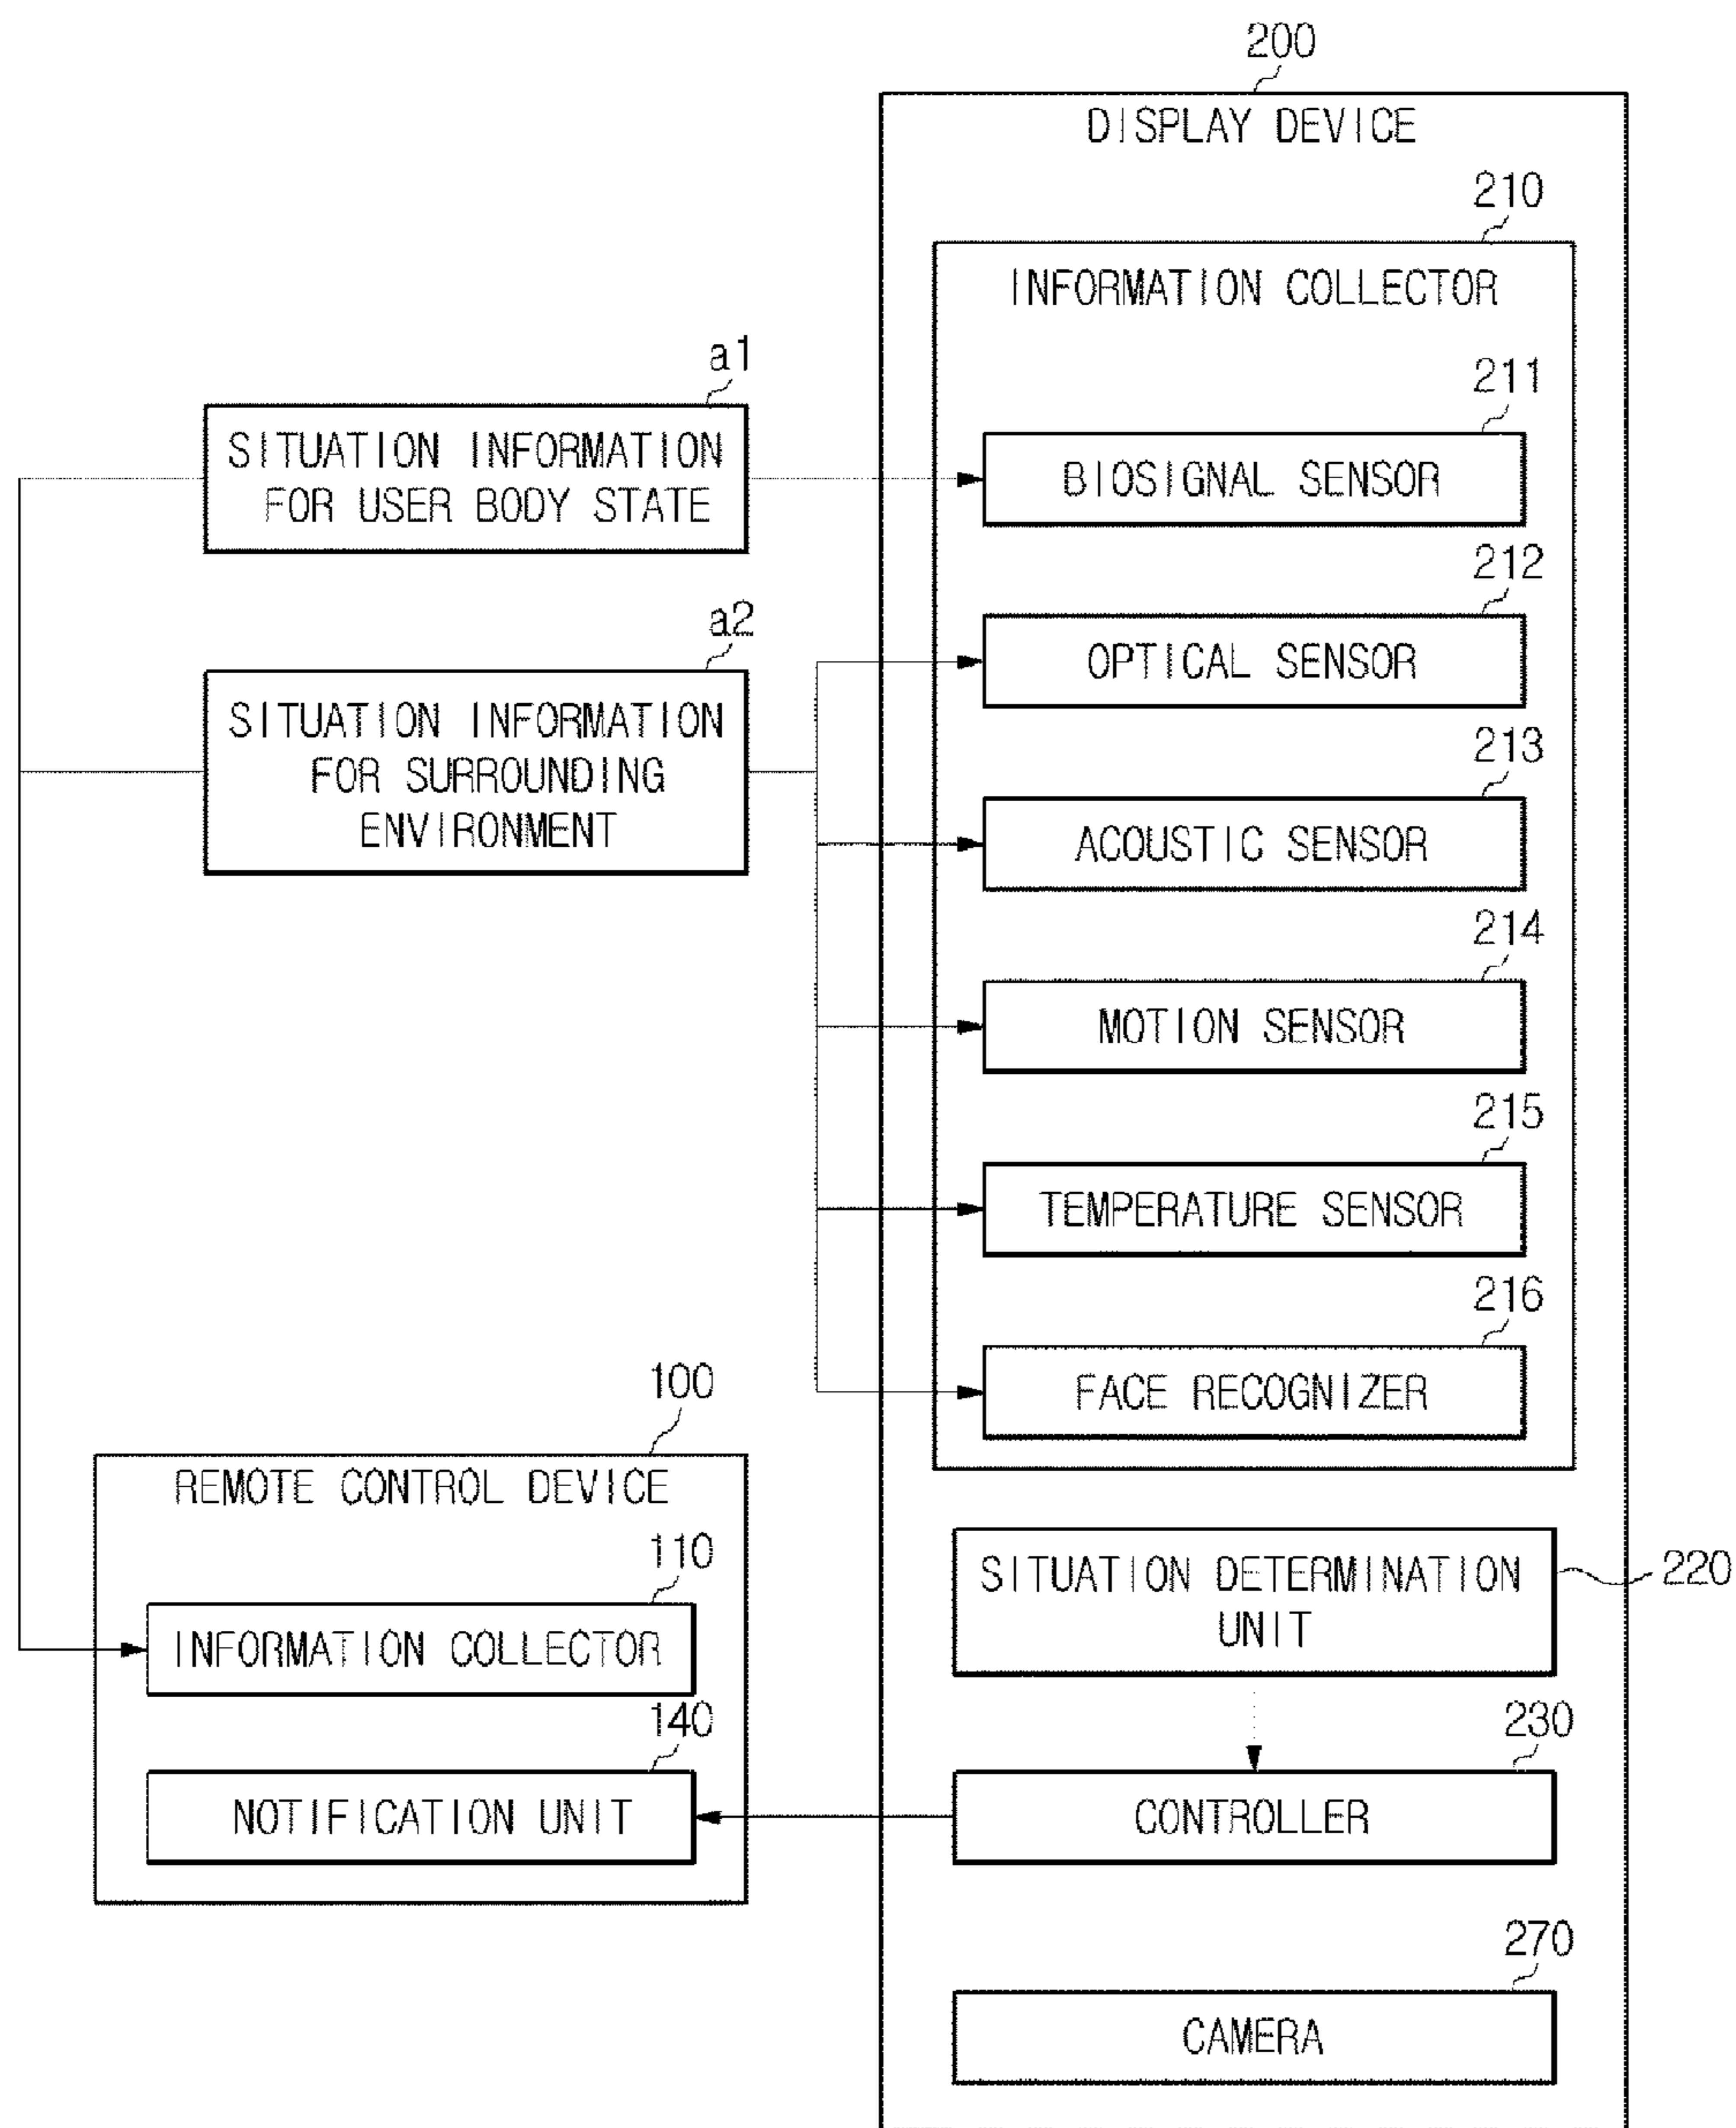 200
DISPLAY DEVICE
210
INFORMATION COLLECTOR
a1
SITUATION INFORMATION
FOR USER BODY STATE
211
BIOSIGNAL SENSOR
212
OPTICAL SENSOR
a2
SITUATION INFORMATION
FOR SURROUNDING
ENVIRONMENT
213
ACOUSTIC SENSOR
214
MOTION SENSOR
215
TEMPERATURE SENSOR
216
FACE RECOGNIZER
100
REMOTE CONTROL DEVICE
110
INFORMATION COLLECTOR
140
NOTIFICATION UNIT
SITUATION DETERMINATION
UNIT
220
230
CONTROLLER
270
CAMERA